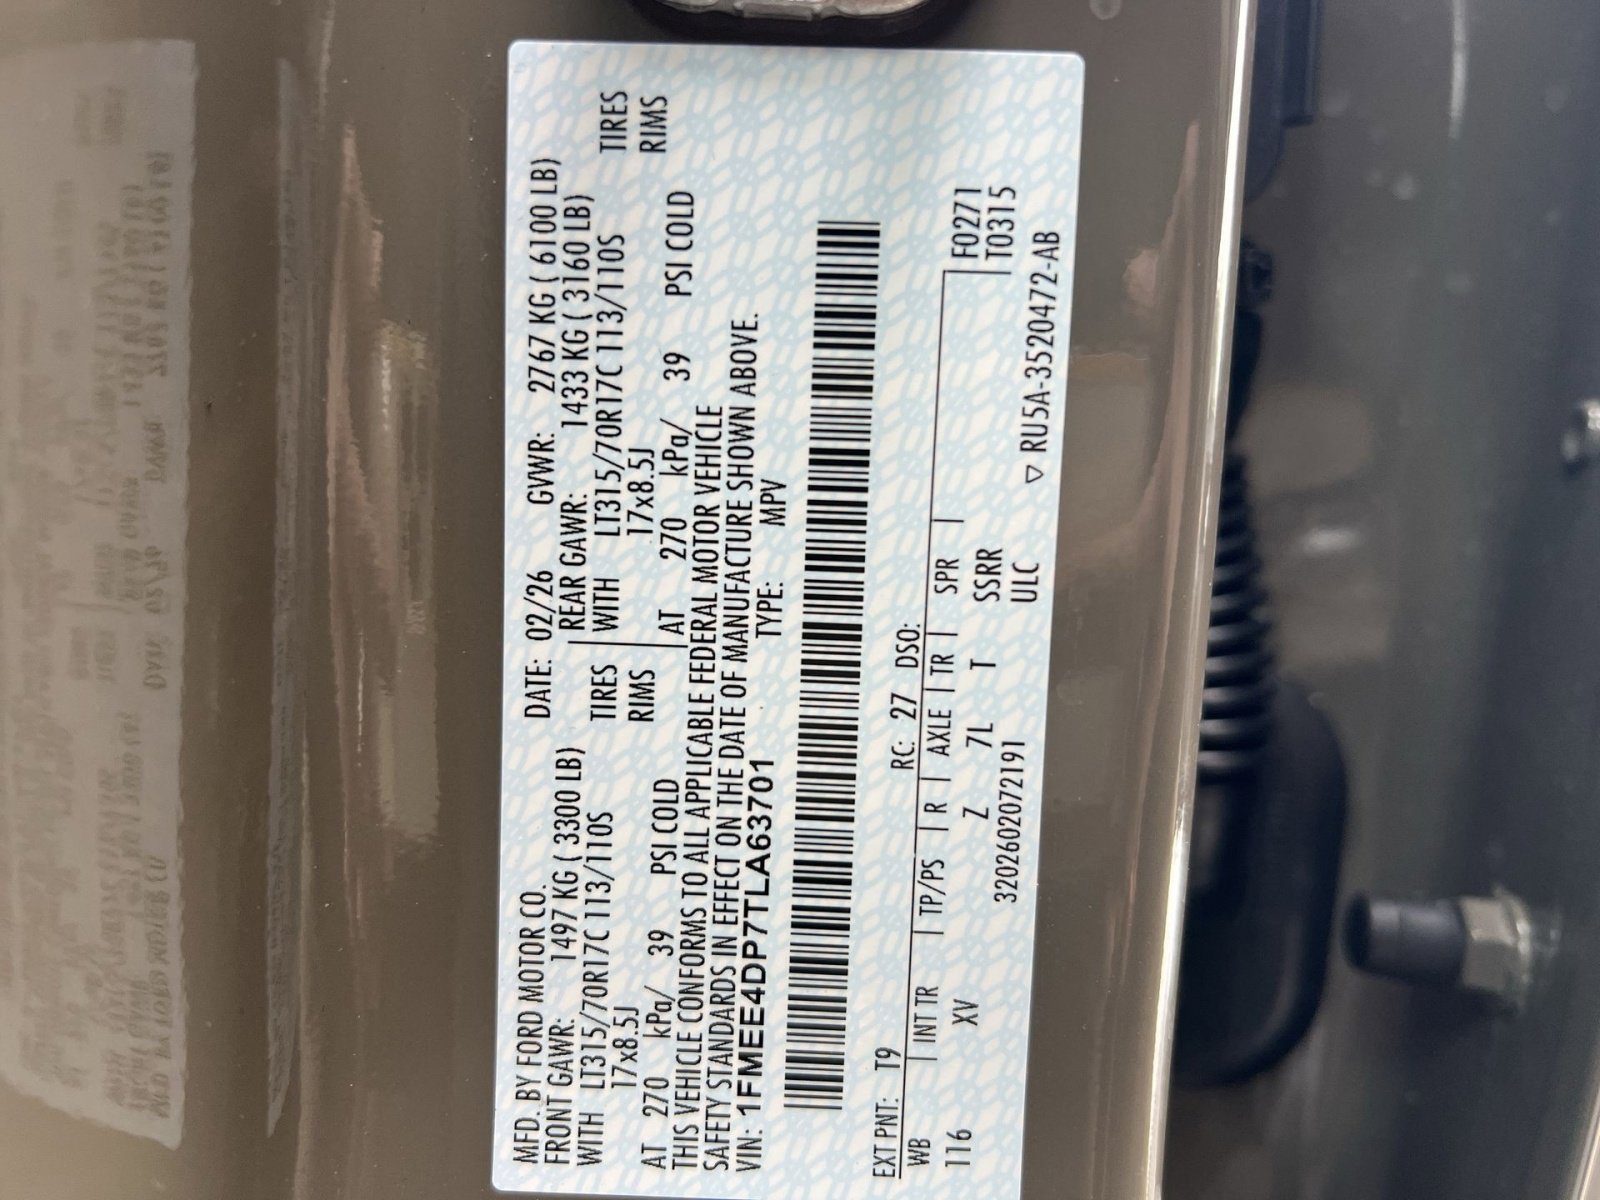 MFD. BY FORD MOTOR CO. DATE: 02/26 GVWR: 2767 KG ( 6100 LB)
FRONT GAWR: 1497 KG ( 3300 LB) REAR GAWR: 1433 KG ( 3160 LB)
WITH LT315/70R17C 113/110S TIRES WITH LT315/70R17C 113/110S TIRES
17x8.5J RIMS 17x8.5J RIMS
AT 270 kPa/ 39 PSI COLD AT 270 kPa/ 39 PSI COLD
THIS VEHICLE CONFORMS TO ALL APPLICABLE FEDERAL MOTOR VEHICLE
SAFETY STANDARDS IN EFFECT ON THE DATE OF MANUFACTURE SHOWN ABOVE.
VIN: 1FMEE4DP7TLA63701 TYPE: MPV
EXT PNT: T9 RC: 27 DSO:
WB INT TR TP/PS R AXLE TR SPR F0271
116 XV Z 7L T SSRR T0315
3202602072191 ULC ▽ RU5A-3520472-AB